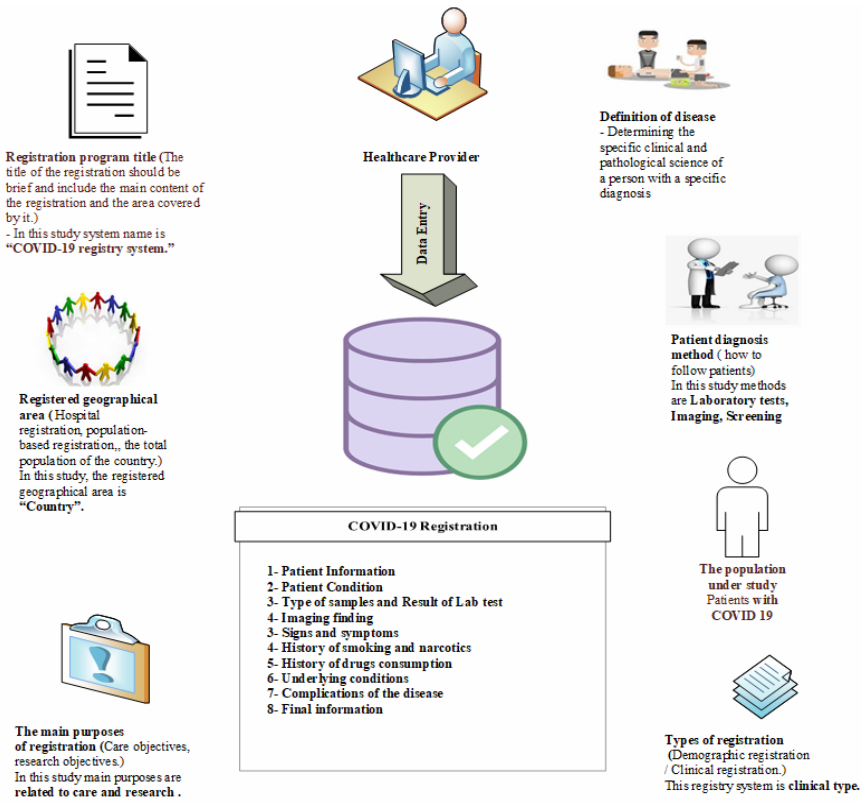 Registration program title (The
title of the registration should be
brief and include the main content of
the registration and the area covered
by it.)
- In this study system name is
“COVID-19 registry system.”
Registered geographical
area (Hospital
registration, population-
based registration,, the total
population of the country.)
In this study, the registered
geographical area is
“Country”.
The main purposes
of registration (Care objectives,
research objectives.)
In this study main purposes are
related to care and research .
Healthcare Provider
Data Entry
COVID-19 Registration
1- Patient Information
2- Patient Condition
3- Type of samples and Result of Lab test
4- Imaging finding
3- Signs and symptoms
4- History of smoking and narcotics
5- History of drugs consumption
6- Underlying conditions
7- Complications of the disease
8- Final information
Definition of disease
- Determining the
specific clinical and
pathological science of
a person with a specific
diagnosis
Patient diagnosis
method ( how to
follow patients)
In this study methods
are Laboratory tests,
Imaging, Screening
The population
under study
Patients with
COVID 19
Types of registration
(Demographic registration
/ Clinical registration.)
This registry system is clinical type.